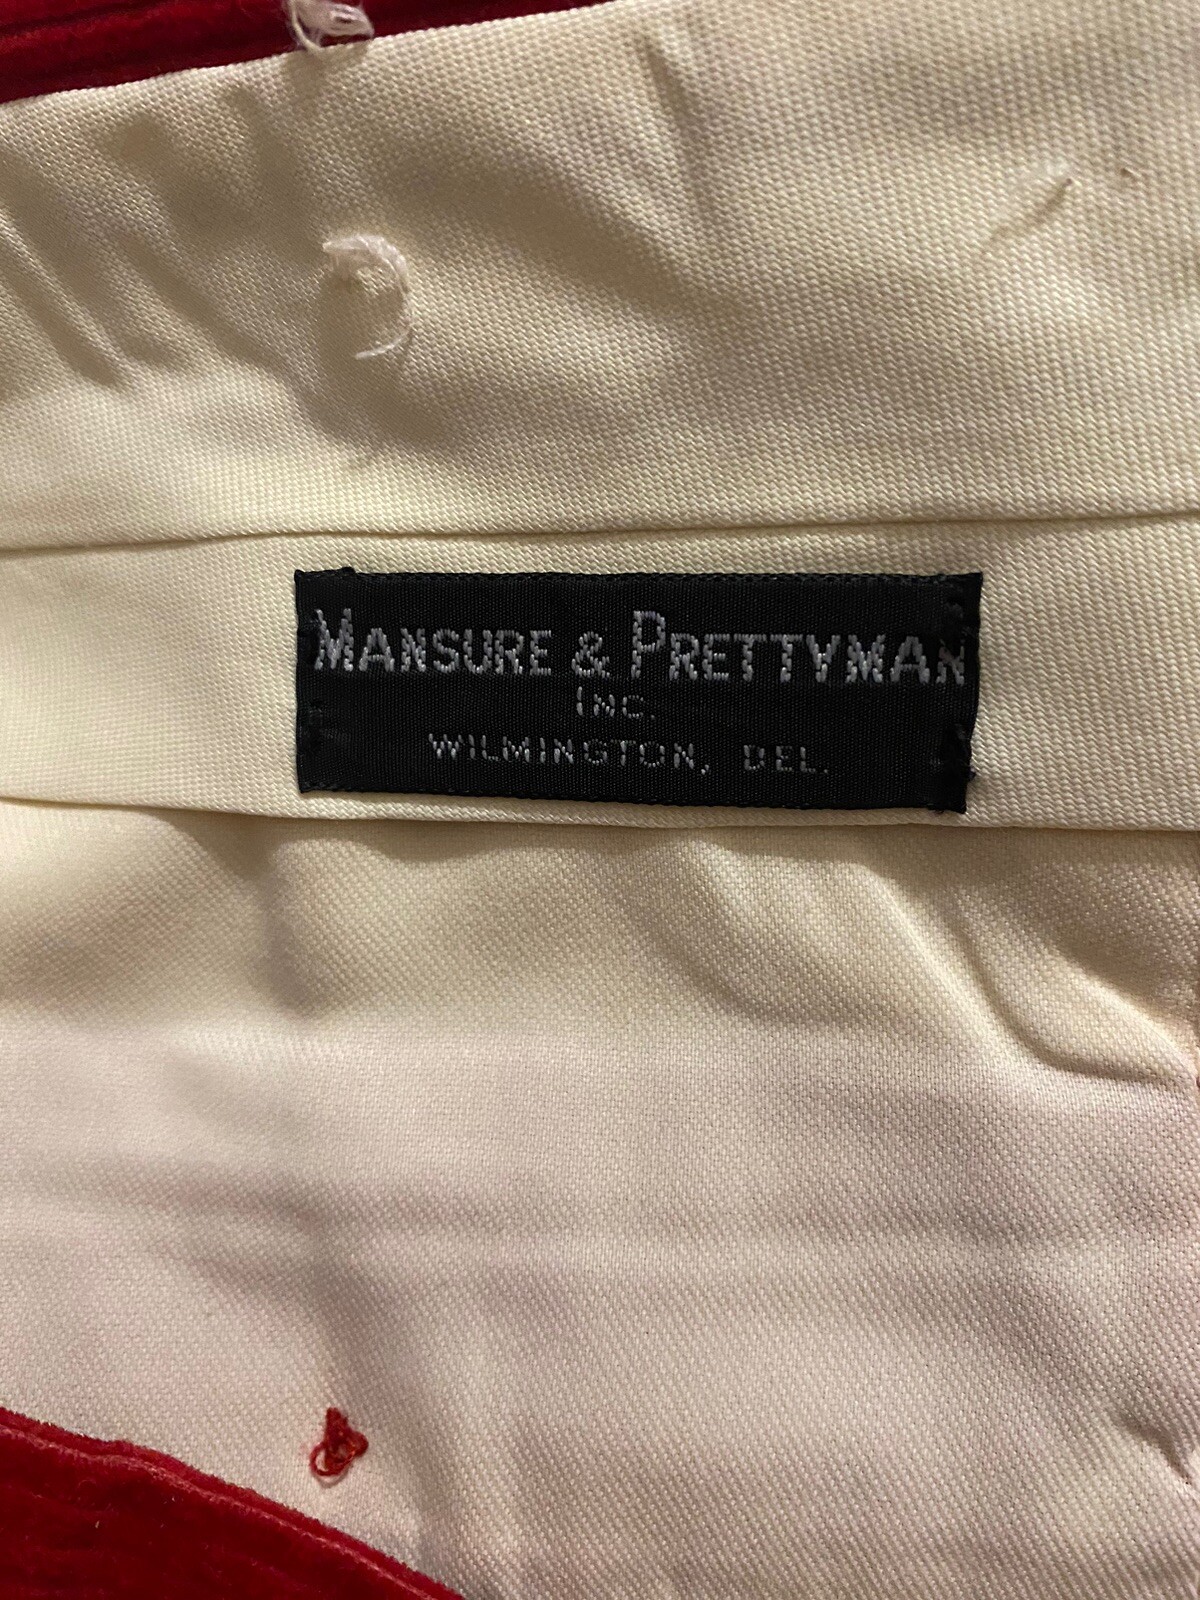 MANSURE & PRETTYMAN
INC.
WILMINGTON, DEL.